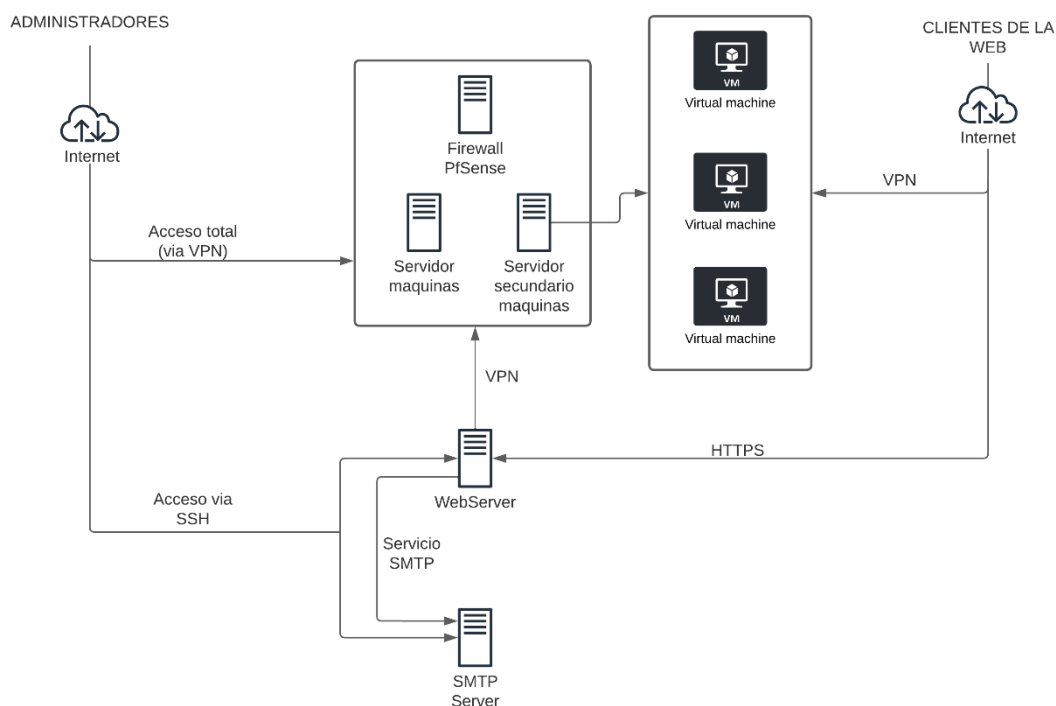 ADMINISTRADORES
CLIENTES DE LA
WEB
VM
Virtual machine
Internet
Firewall
PfSense
Internet
VM
Virtual machine
VPN
Acceso total
(via VPN)
Servidor
maquinas
Servidor
secundario
maquinas
VM
Virtual machine
VPN
HTTPS
WebServer
Acceso via
SSH
Servicio
SMTP
SMTP
Server